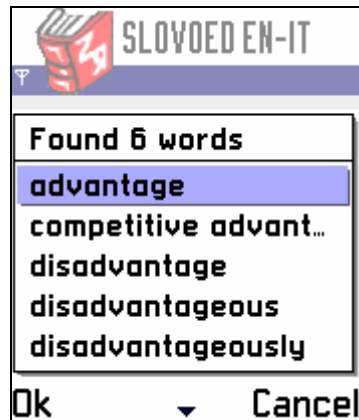 SLOVOED EN-IT
Found 6 words
advantage
competitive advant…
disadvantage
disadvantageous
disadvantageously
Ok Cancel